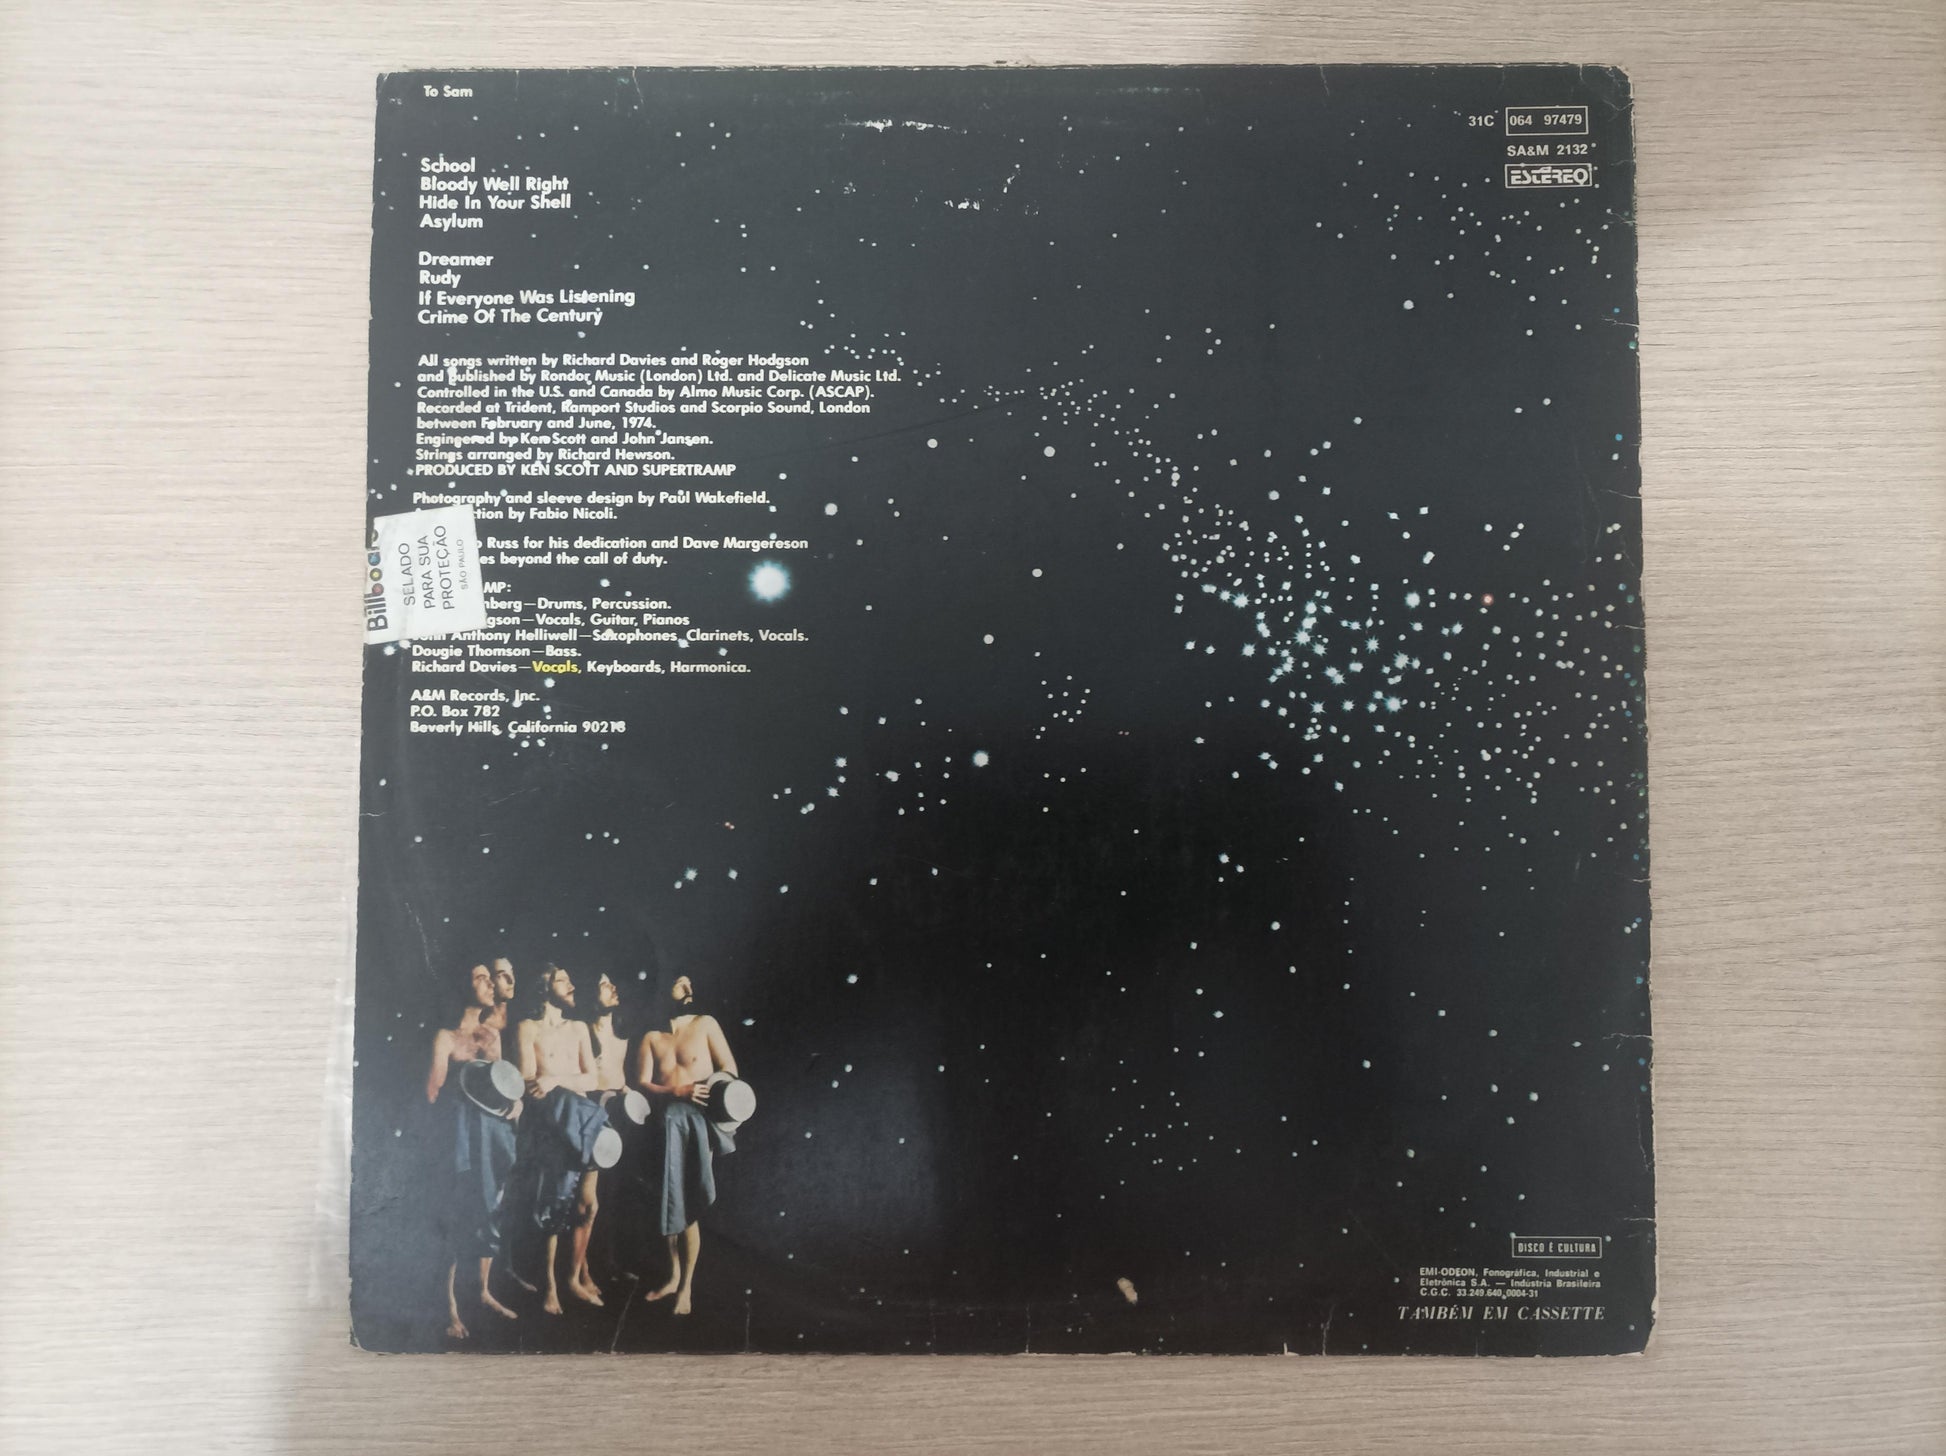 To Sam
31C 064 97479
SA&M 2132
ESTÉREO
School
Bloody Well Right
Hide In Your Shell
Asylum
Dreamer
Rudy
If Everyone Was Listening
Crime Of The Century
All songs written by Richard Davies and Roger Hodgson
and published by Rondor Music (London) Ltd. and Delicate Music Ltd.
Controlled in the U.S. and Canada by Almo Music Corp. (ASCAP).
Recorded at Trident, Ramport Studios and Scorpio Sound, London
between February and June, 1974.
Engineered by Ken Scott and John Jansen.
Strings arranged by Richard Hewson.
PRODUCED BY KEN SCOTT AND SUPERTRAMP
Photography and sleeve design by Paul Wakefield.
by Fabio Nicoli.
Russ for his dedication and Dave Margereson
beyond the call of duty.
Drums, Percussion.
Vocals, Guitar, Pianos
John Anthony Helliwell—Saxophones, Clarinets, Vocals.
Dougie Thomson—Bass.
Richard Davies—Vocals, Keyboards, Harmonica.
A&M Records, Inc.
P.O. Box 782
Beverly Hills, California 90213
Billboard
SELADO
PARA SUA
PROTEÇÃO
SÃO PAULO
DISCO É CULTURA
EMI-ODEON, Fonográfica, Industrial e
Eletrônica S.A. — Indústria Brasileira
C.G.C. 33.249.640.0004-31
TAMBÉM EM CASSETTE